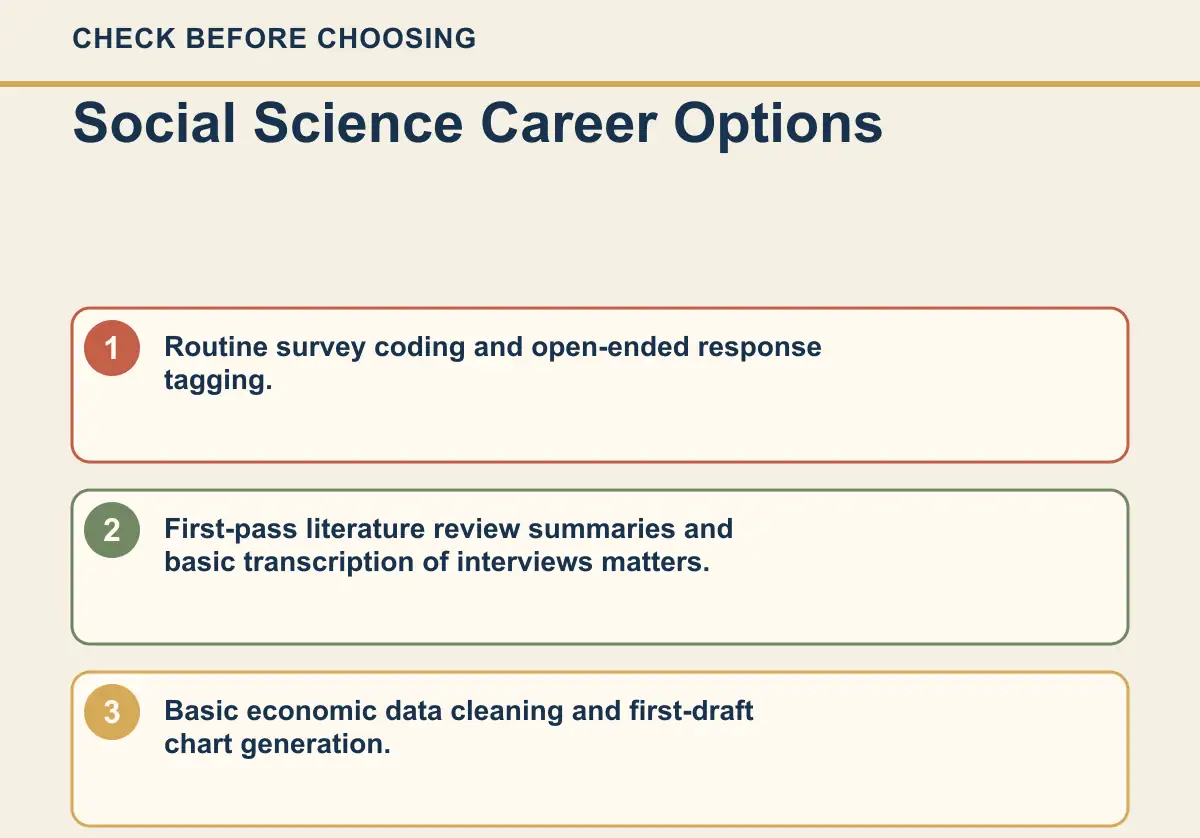 CHECK BEFORE CHOOSING
Social Science Career Options
1
Routine survey coding and open-ended response
tagging.
2
First-pass literature review summaries and
basic transcription of interviews matters.
3
Basic economic data cleaning and first-draft
chart generation.